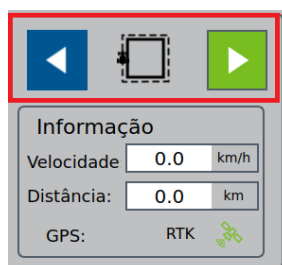 Informação
Velocidade 0.0 km/h
Distância: 0.0 km
GPS: RTK